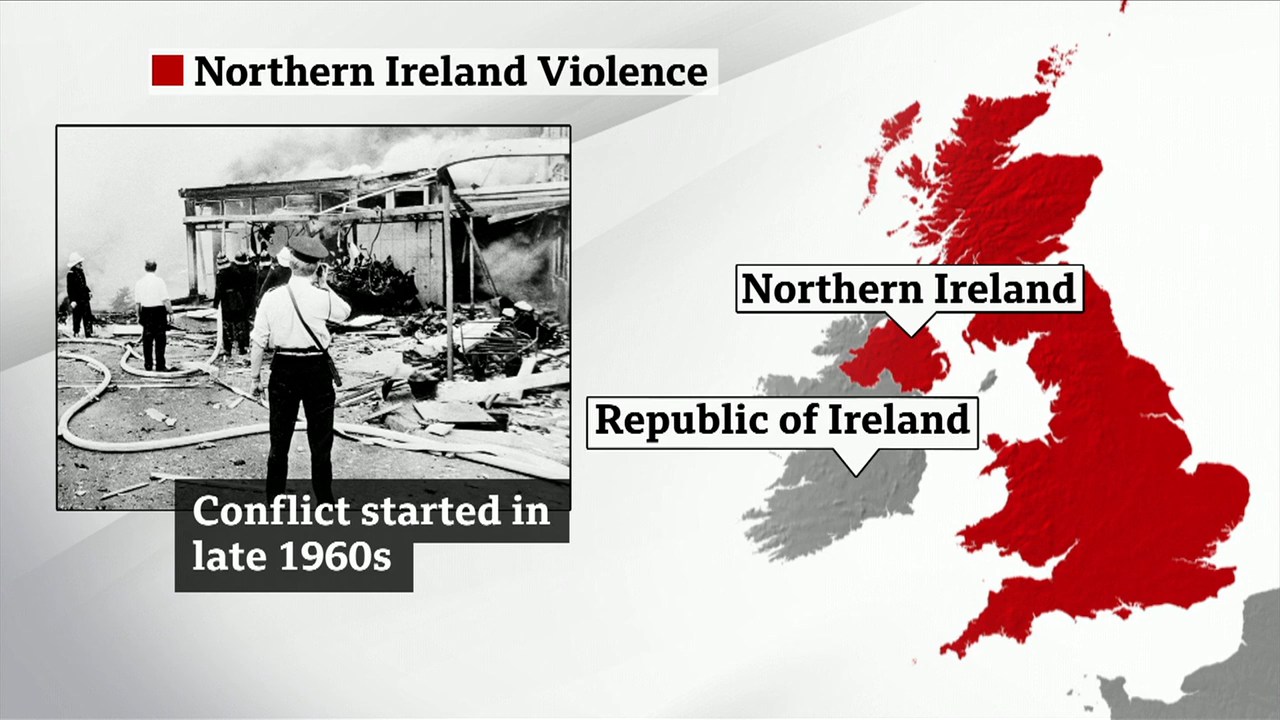 Northern Ireland Violence
Northern Ireland
Republic of Ireland
Conflict started in
late 1960s